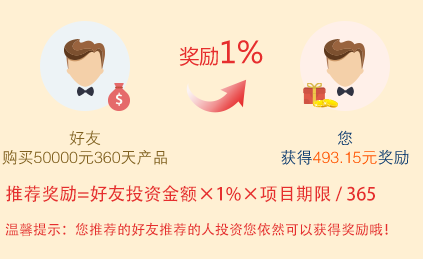 奖励1%
$
好友
购买50000元360天产品
您
获得493.15元奖励
推荐奖励=好友投资金额×1%×项目期限 / 365
温馨提示：您推荐的好友推荐的人投资您依然可以获得奖励哦！